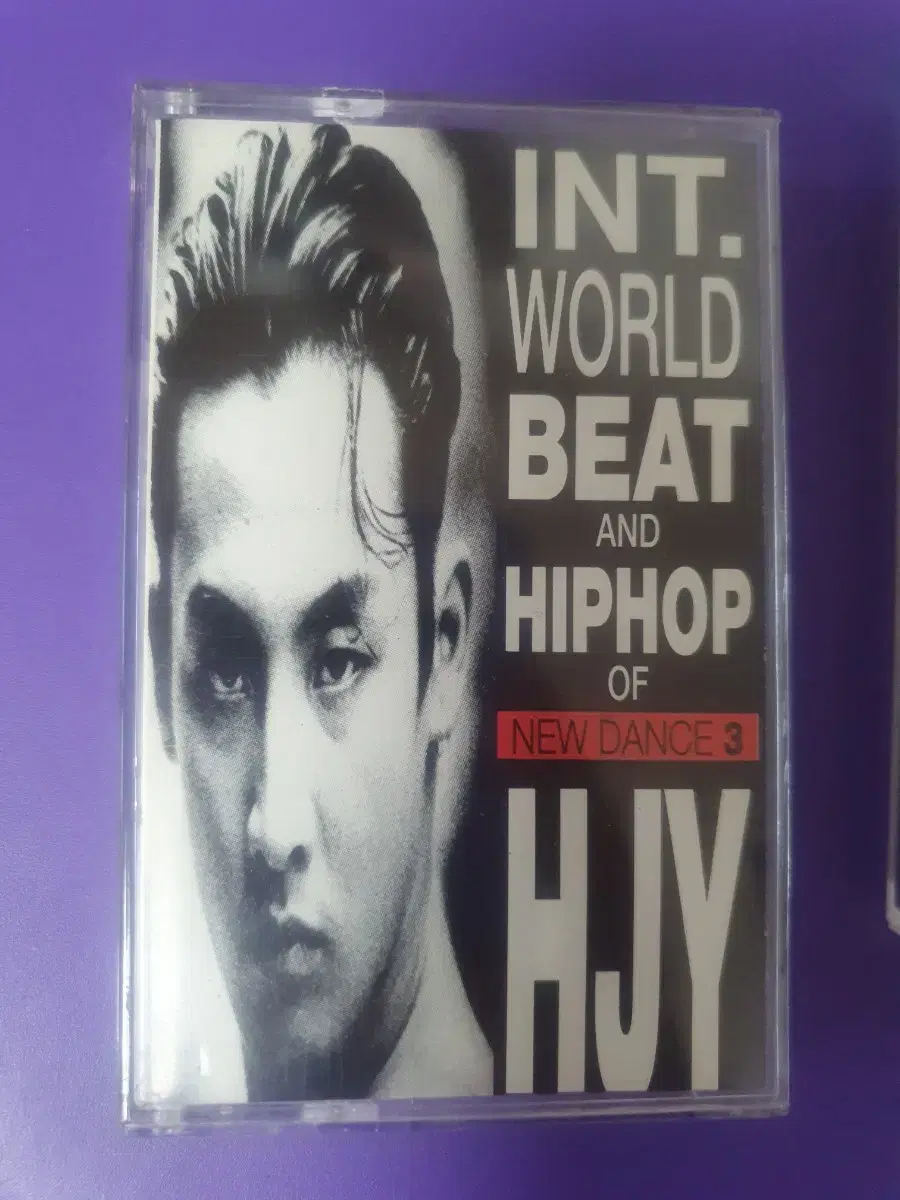 INT.
WORLD
BEAT
AND
HIPHOP
OF
NEW DANCE 3
HJY